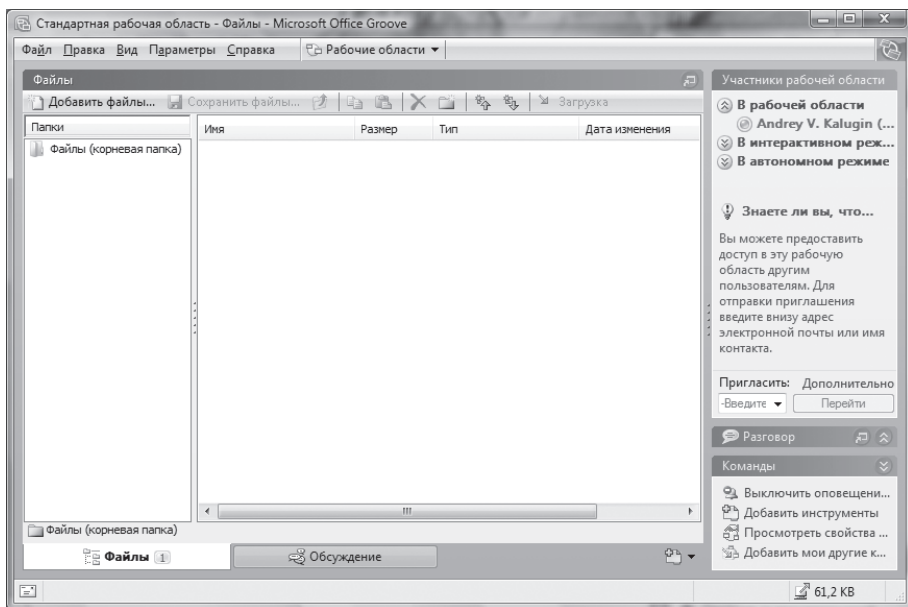 Стандартная рабочая область - Файлы - Microsoft Office Groove
Файл Правка Вид Параметры Справка Рабочие области
Файлы
Добавить файлы... Сохранить файлы... Загрузка
Папки
Файлы (корневая папка)
Имя Размер Тип Дата изменения
Файлы (корневая папка)
Файлы 1 Обсуждение
Участники рабочей области
В рабочей области
Andrey V. Kalugin (...
В интерактивном реж...
В автономном режиме
Знаете ли вы, что...
Вы можете предоставить
доступ в эту рабочую
область другим
пользователям. Для
отправки приглашения
введите внизу адрес
электронной почты или имя
контакта.
Пригласить: Дополнительно
-Введите Перейти
Разговор
Команды
Выключить оповещени...
Добавить инструменты
Просмотреть свойства ...
Добавить мои другие к...
61,2 KB